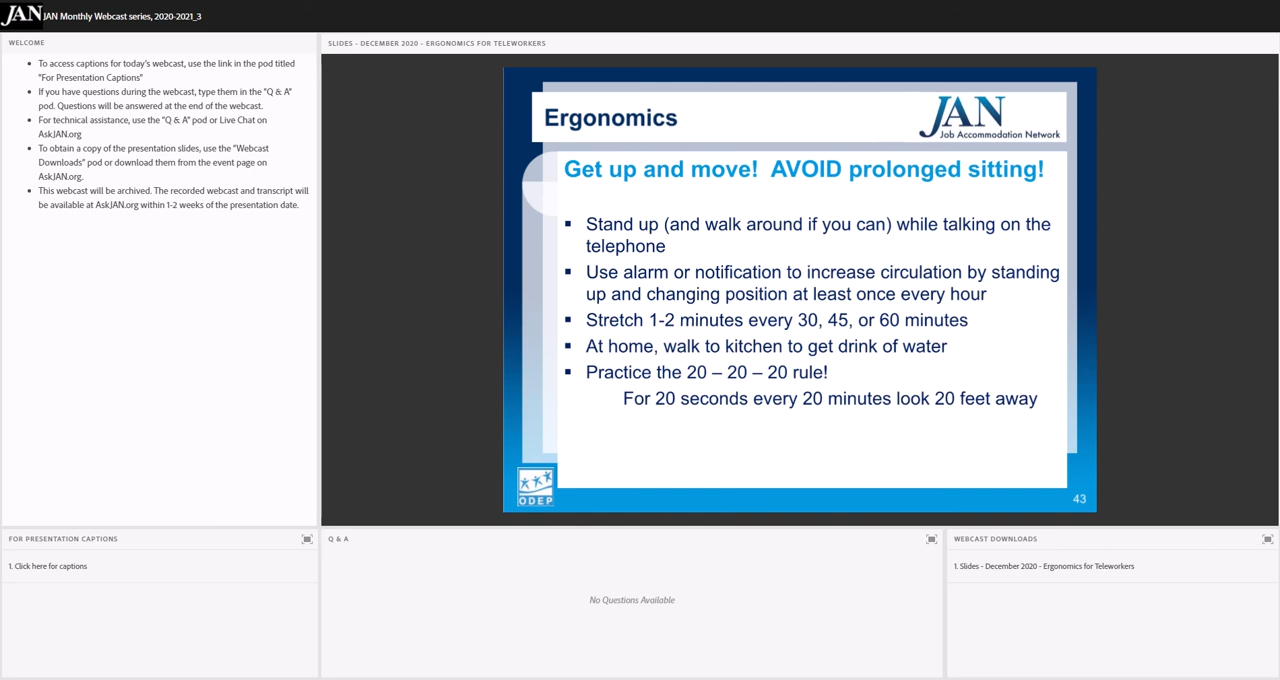 JAN JAN Monthly Webcast series, 2020-2021_3
WELCOME
To access captions for today's webcast, use the link in the pod titled
"For Presentation Captions"
If you have questions during the webcast, type them in the "Q & A"
pod. Questions will be answered at the end of the webcast.
For technical assistance, use the "Q & A" pod or Live Chat on
AskJAN.org
To obtain a copy of the presentation slides, use the "Webcast
Downloads" pod or download them from the event page on
AskJAN.org.
This webcast will be archived. The recorded webcast and transcript will
be available at AskJAN.org within 1-2 weeks of the presentation date.
SLIDES - DECEMBER 2020 - ERGONOMICS FOR TELEWORKERS
Ergonomics
JAN
Job Accommodation Network
Get up and move! AVOID prolonged sitting!
Stand up (and walk around if you can) while talking on the
telephone
Use alarm or notification to increase circulation by standing
up and changing position at least once every hour
Stretch 1-2 minutes every 30, 45, or 60 minutes
At home, walk to kitchen to get drink of water
Practice the 20 – 20 – 20 rule!
For 20 seconds every 20 minutes look 20 feet away
ODEP
43
FOR PRESENTATION CAPTIONS
1. Click here for captions
Q & A
No Questions Available
WEBCAST DOWNLOADS
1. Slides - December 2020 - Ergonomics for Teleworkers